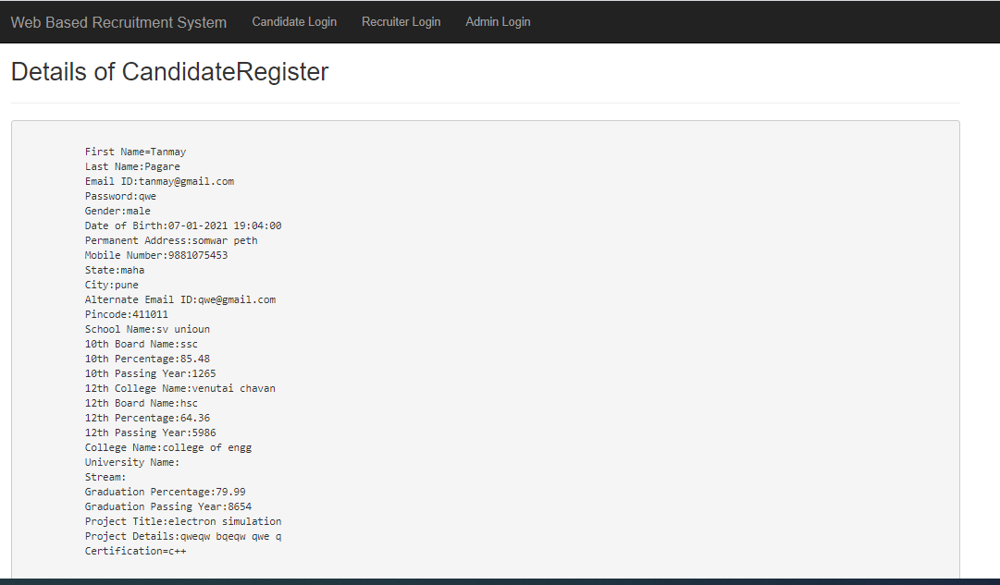 Web Based Recruitment System Candidate Login Recruiter Login Admin Login
Details of CandidateRegister
First Name=Tanmay
Last Name:Pagare
Email ID:tanmay@gmail.com
Password:qwe
Gender:male
Date of Birth:07-01-2021 19:04:00
Permanent Address:somwar peth
Mobile Number:9881075453
State:maha
City:pune
Alternate Email ID:qwe@gmail.com
Pincode:411011
School Name:sv unioun
10th Board Name:ssc
10th Percentage:85.48
10th Passing Year:1265
12th College Name:venutai chavan
12th Board Name:hsc
12th Percentage:64.36
12th Passing Year:5986
College Name:college of engg
University Name:
Stream:
Graduation Percentage:79.99
Graduation Passing Year:8654
Project Title:electron simulation
Project Details:qweqw bqeqw qwe q
Certification=c++